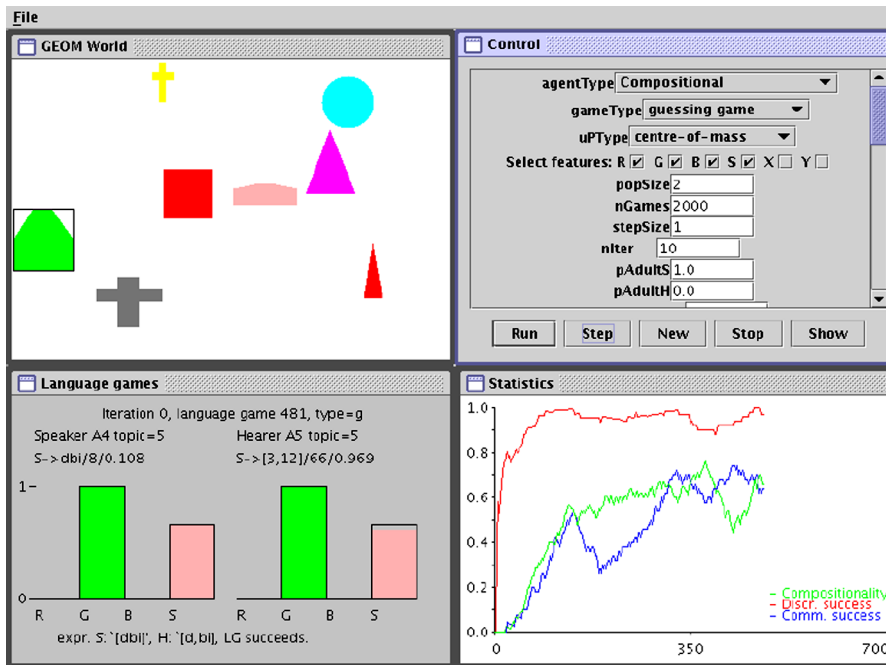 File
GEOM World
Control
agentType Compositional
gameType guessing game
uPType centre-of-mass
Select features: R G B S X Y
popSize 2
nGames 2000
stepSize 1
nIter 10
pAdultS 1.0
pAdultH 0.0
Run Step New Stop Show
Language games
Iteration 0, language game 481, type=g
Speaker A4 topic=5 Hearer A5 topic=5
S->dbi/8/0.108 S->[3,12]/66/0.969
1
0
R G B S R G B S
expr. S:`[dbi]', H: `[d,bi], LG succeeds.
Statistics
1.0
0.8
0.6
0.4
0.2
0.0
0 350 700
Compositionality
Discr. success
Comm. success